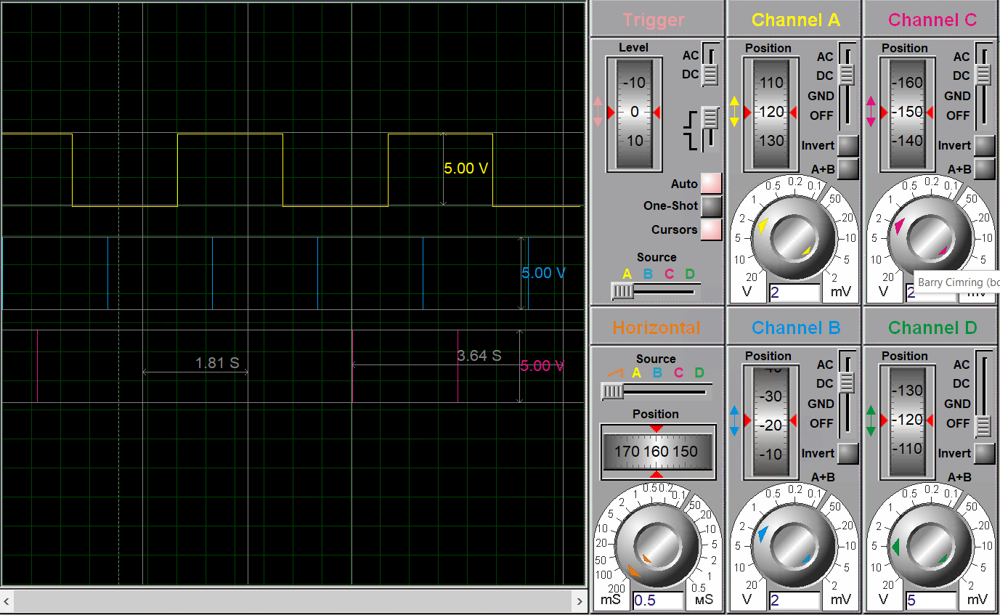 5.00 V
5.00 V
1.81 S
3.64 S
5.00 V
Trigger
Level
AC
DC
-10
0
10
Auto
One-Shot
Cursors
Source
A B C D
Channel A
Position
AC
DC
GND
OFF
110
120
130
Invert
A+B
0.2
0.5 0.1
1 50
2 20
5 10
10 5
20 2
V 2 mV
Channel C
Position
AC
DC
GND
OFF
-160
-150
-140
Invert
A+B
0.2
0.5 0.1
1 50
2 20
5 10
10 5
Barry Cimring (bc
20
V 2 mV
Horizontal
Source
A B C D
Position
170 160 150
0.5 0.2
1 0.1
2 50
5 20
10 10
20 5
50 2
100
200 0.5
mS 0.5 мS
Channel B
Position
AC
DC
GND
OFF
-40
-30
-20
-10
Invert
A+B
0.2
0.5 0.1
1 50
2 20
5 10
10 5
20 2
V 2 mV
Channel D
Position
AC
DC
GND
OFF
-130
-120
-110
Invert
A+B
0.2
0.5 0.1
1 50
2 20
5 10
10 5
20 2
V 5 mV